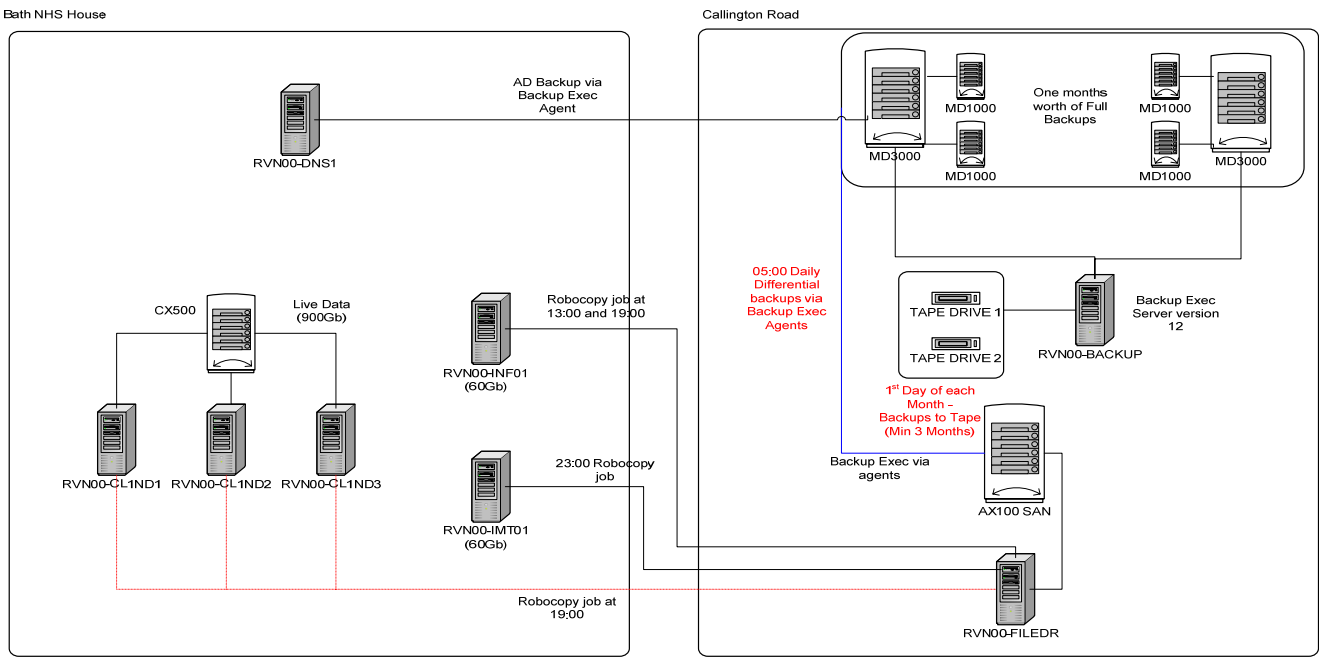 Bath NHS House
Callington Road
AD Backup via
Backup Exec
Agent
RVN00-DNS1
MD3000
MD1000
MD1000
One months
worth of Full
Backups
MD1000
MD1000
MD3000
CX500
Live Data
(900Gb)
RVN00-CL1ND1
RVN00-CL1ND2
RVN00-CL1ND3
Robocopy job at
13:00 and 19:00
RVN00-INF01
(60Gb)
23:00 Robocopy
job
RVN00-IMT01
(60Gb)
Robocopy job at
19:00
05:00 Daily
Differential
backups via
Backup Exec
Agents
TAPE DRIVE 1
TAPE DRIVE 2
RVN00-BACKUP
Backup Exec
Server version
12
1st Day of each
Month –
Backups to Tape
(Min 3 Months)
Backup Exec via
agents
AX100 SAN
RVN00-FILEDR